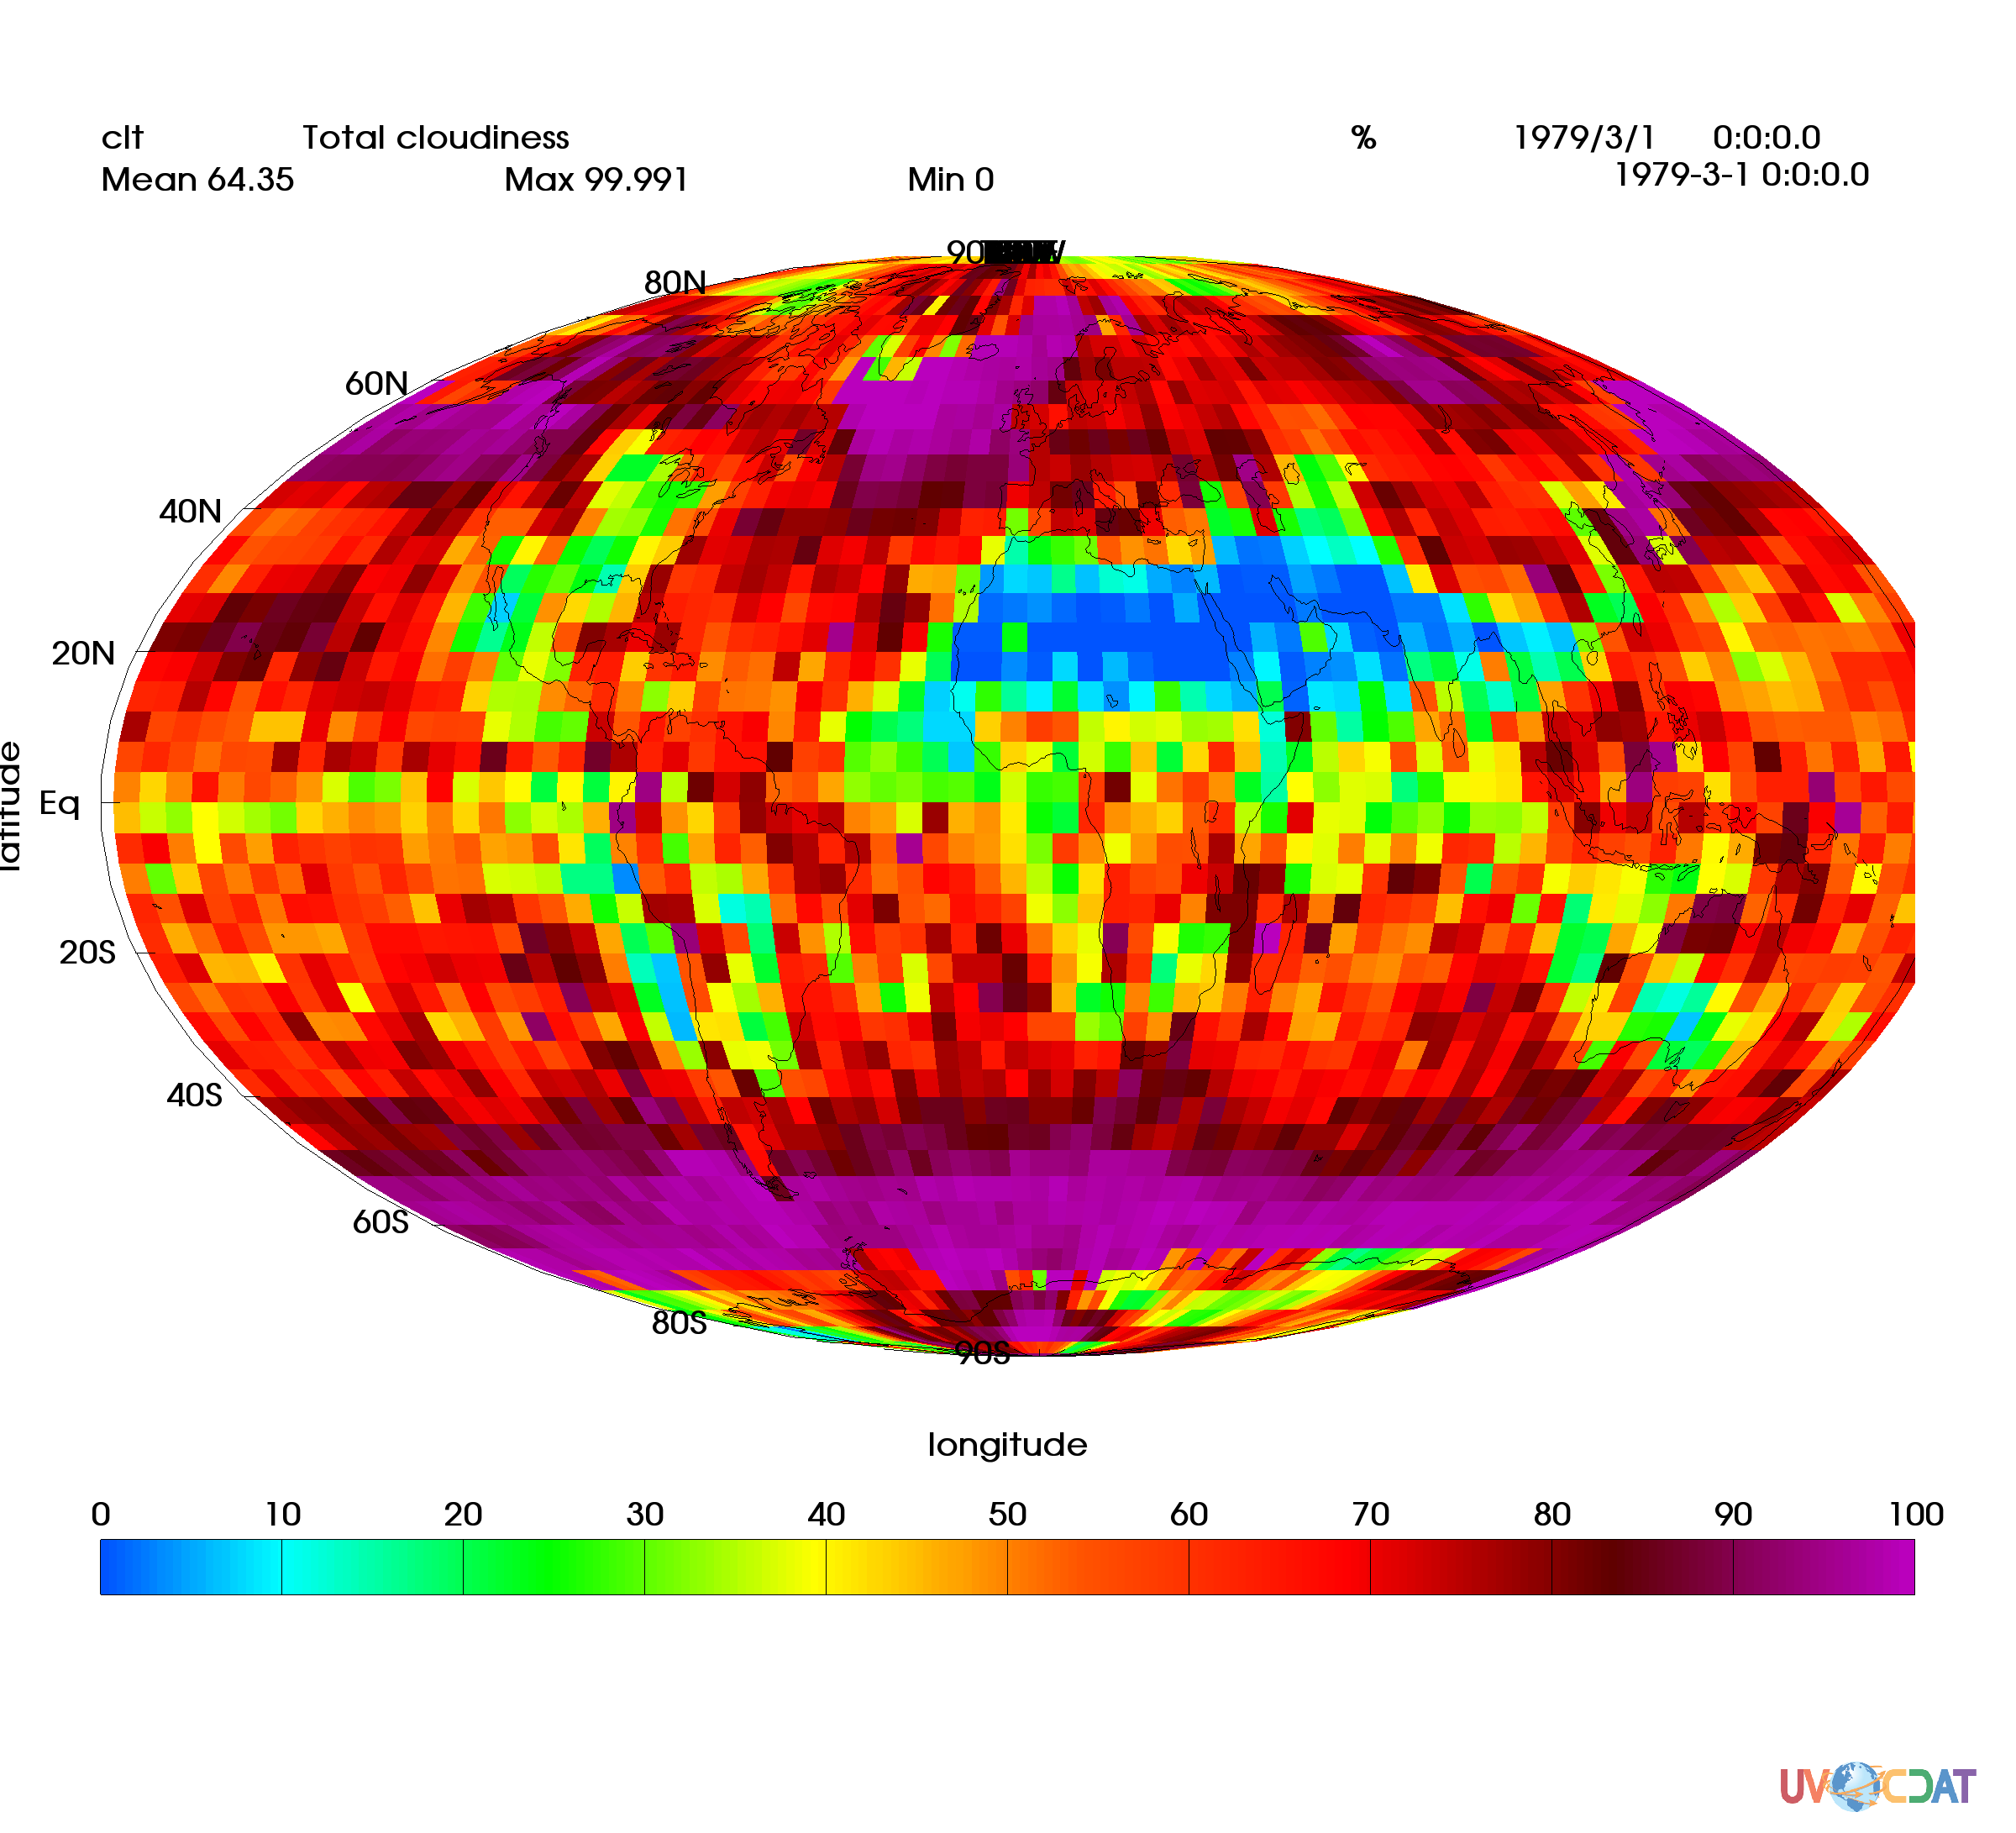 clt Total cloudiness % 1979/3/1 0:0:0.0
Mean 64.35 Max 99.991 Min 0 1979-3-1 0:0:0.0
80N
60N
40N
20N
latitude
Eq
20S
40S
60S
80S
90S
longitude
0 10 20 30 40 50 60 70 80 90 100
UV CDAT